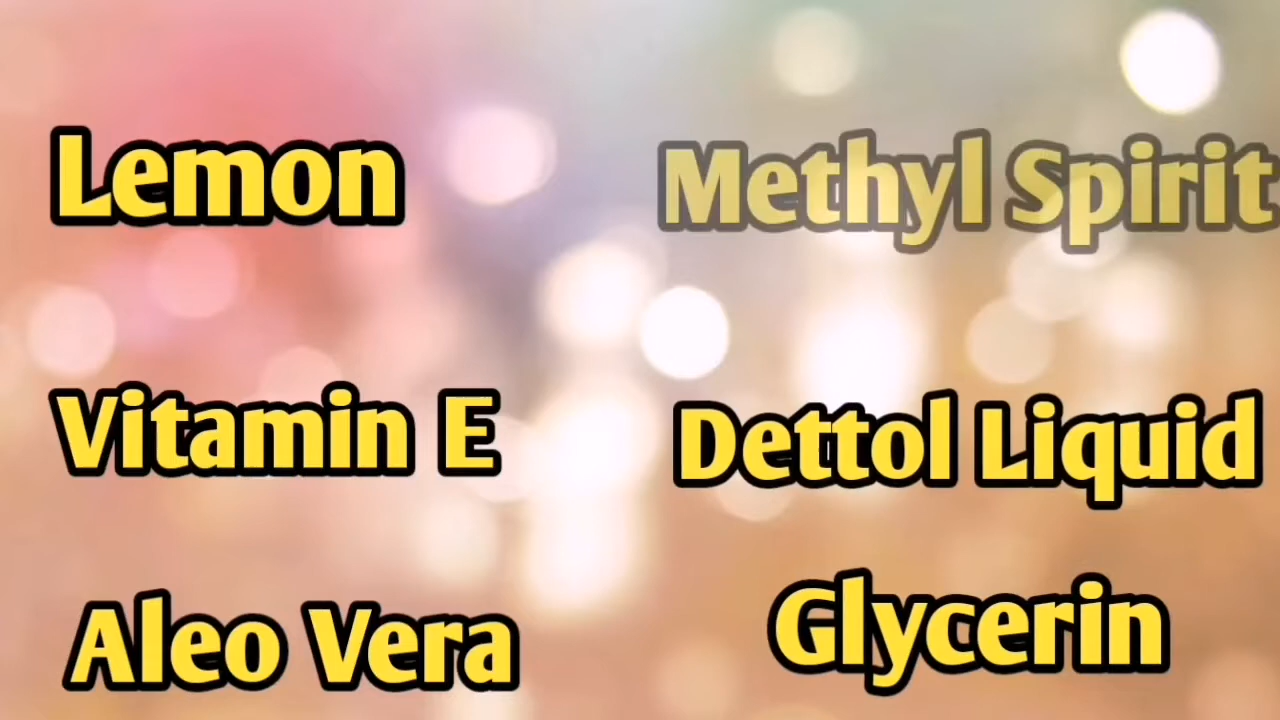 Lemon
Methyl Spirit
Vitamin E
Dettol Liquid
Aleo Vera
Glycerin